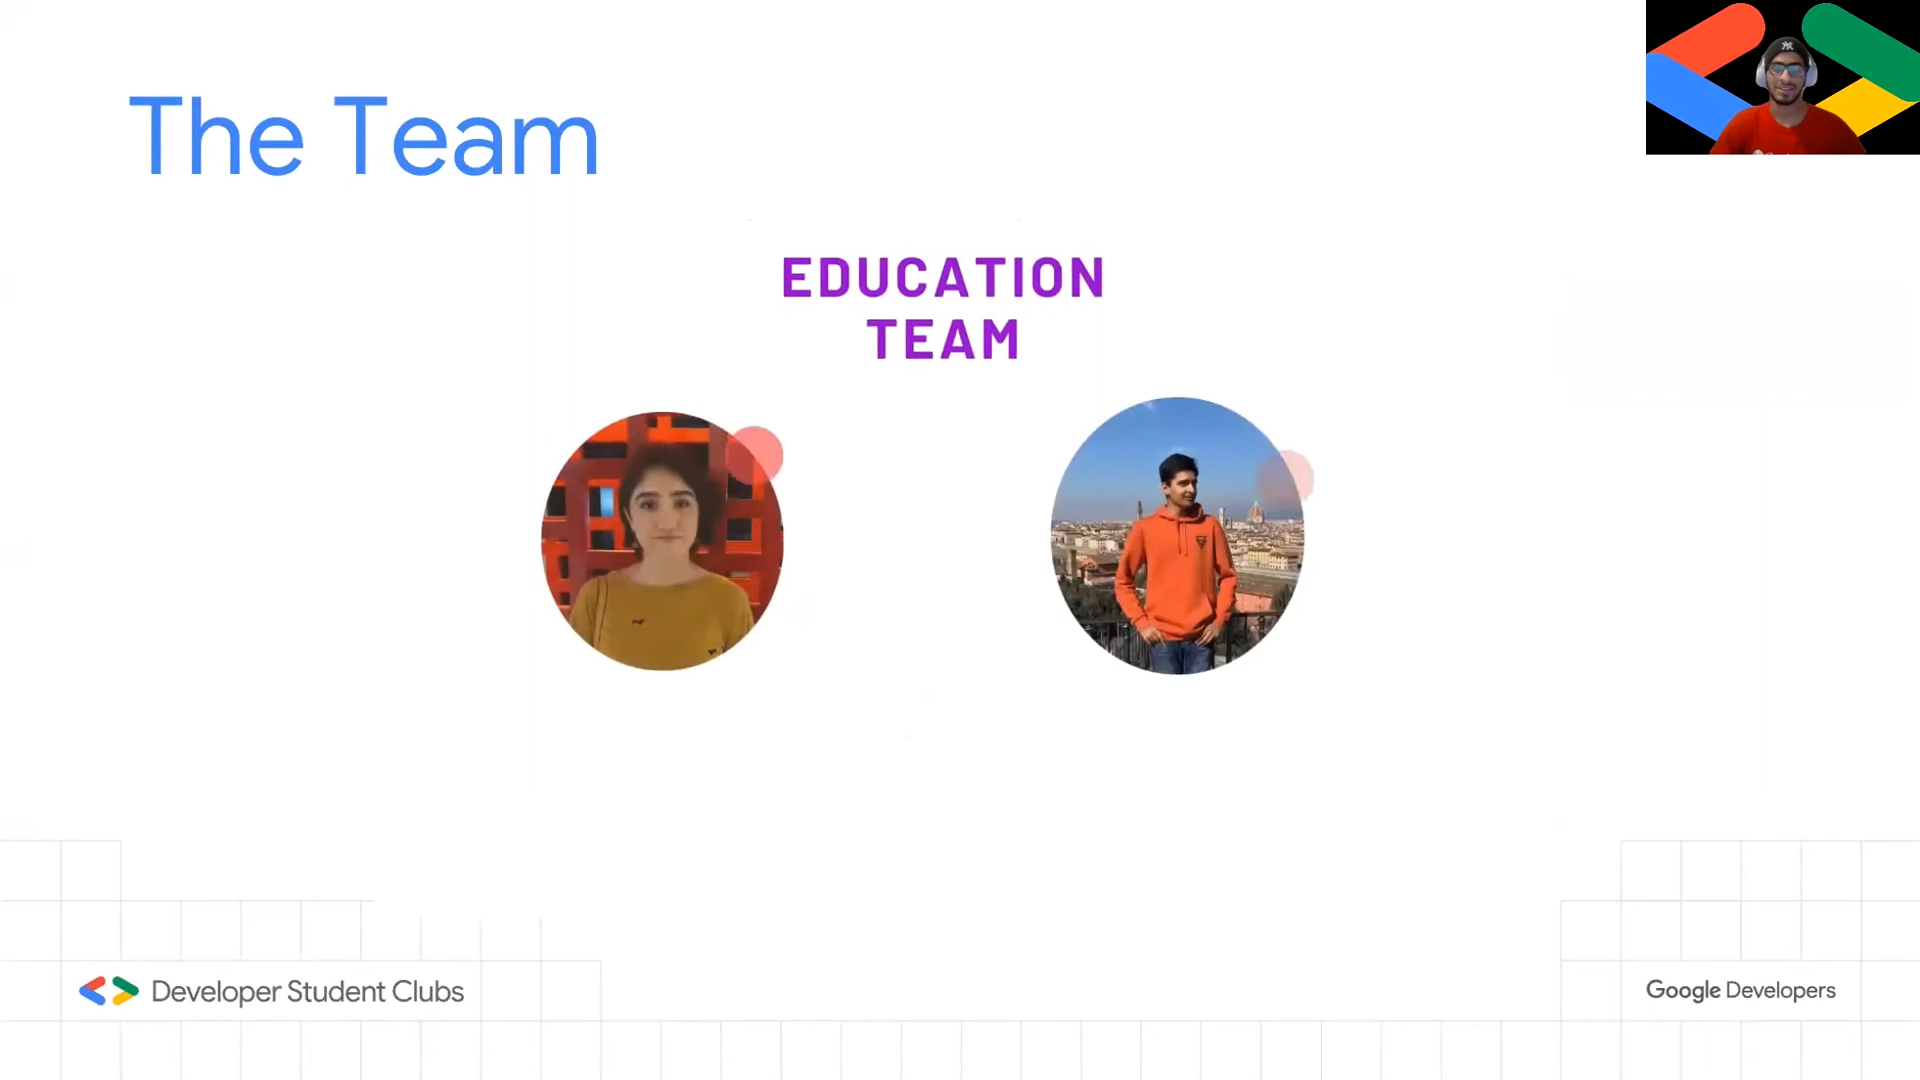 The Team
EDUCATION
TEAM
Developer Student Clubs
Google Developers